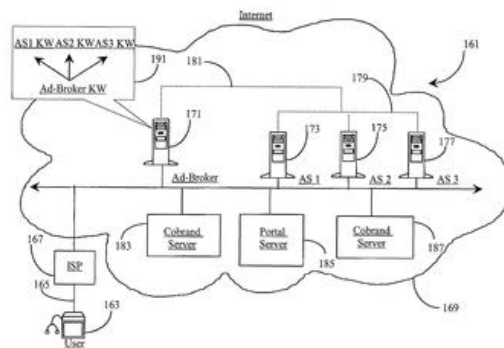 Internet
AS1 KW AS2 KW AS3 KW
191
181
161
179
Ad-Broker KW
171
173
175
177
Ad-Broker
AS 1
AS 2
AS 3
167
ISP
183
Cobrand
Server
Portal
Server
185
Cobrand
Server
187
165
163
169
User